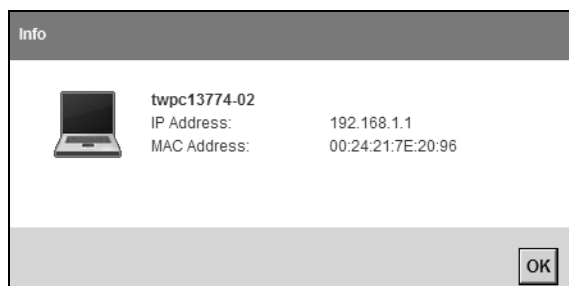 Info
twpc13774-02
IP Address: 192.168.1.1
MAC Address: 00:24:21:7E:20:96
OK